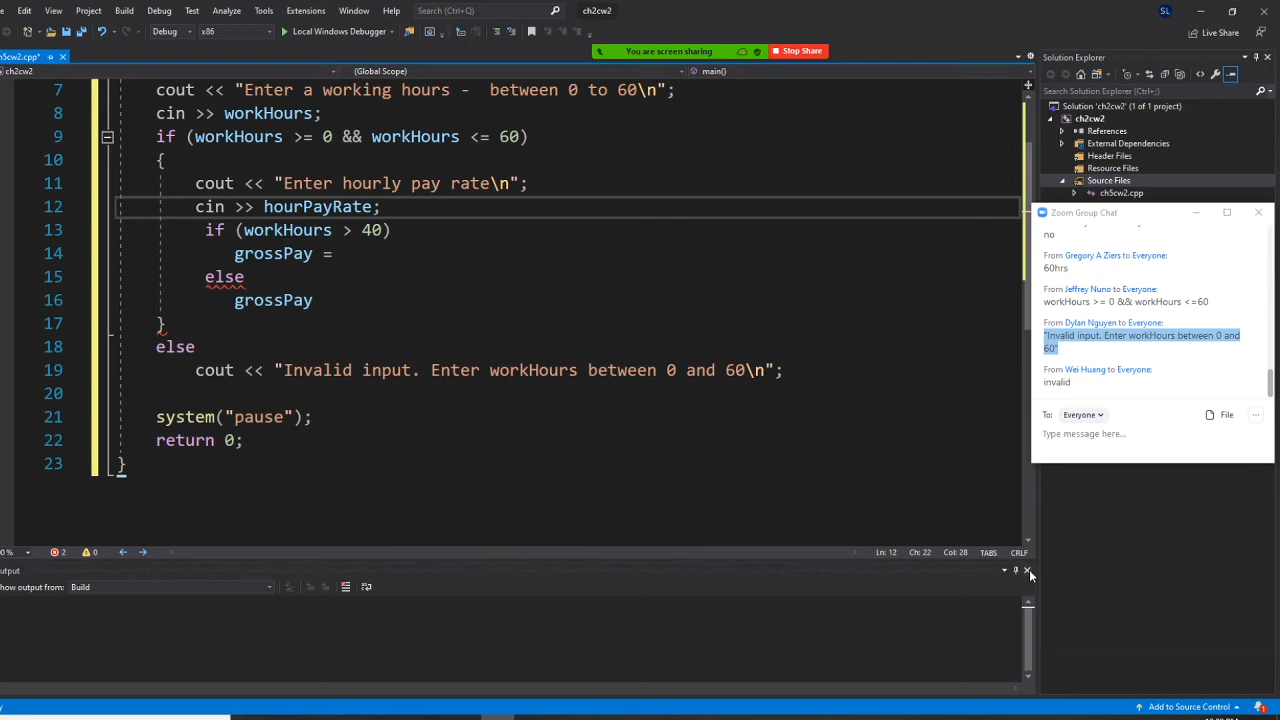 Edit View Project Build Debug Test Analyze Tools Extensions Window Help Search (Ctrl+Q) ch2cw2 SL
Debug x86 Local Windows Debugger Live Share
You are screen sharing Stop Share
ch5cw2.cpp*
ch2cw2 (Global Scope) main()
7 cout << "Enter a working hours -  between 0 to 60\n";
8 cin >> workHours;
9 if (workHours >= 0 && workHours <= 60)
10 {
11 cout << "Enter hourly pay rate\n";
12 cin >> hourPayRate;
13 if (workHours > 40)
14 grossPay =
15 else
16 grossPay
17 }
18 else
19 cout << "Invalid input. Enter workHours between 0 and 60\n";
20
21 system("pause");
22 return 0;
23 }
0 % 2 0 Ln: 12 Ch: 22 Col: 28 TABS CRLF
utput
how output from: Build
Solution Explorer
Search Solution Explorer (Ctrl+;)
Solution 'ch2cw2' (1 of 1 project)
ch2cw2
References
External Dependencies
Header Files
Resource Files
Source Files
ch5cw2.cpp
Zoom Group Chat
no
From Gregory A Ziers to Everyone:
60hrs
From Jeffrey Nuno to Everyone:
workHours >= 0 && workHours <=60
From Dylan Nguyen to Everyone:
"Invalid input. Enter workHours between 0 and
60"
From Wei Huang to Everyone:
invalid
To: Everyone File ...
Type message here...
Add to Source Control 1